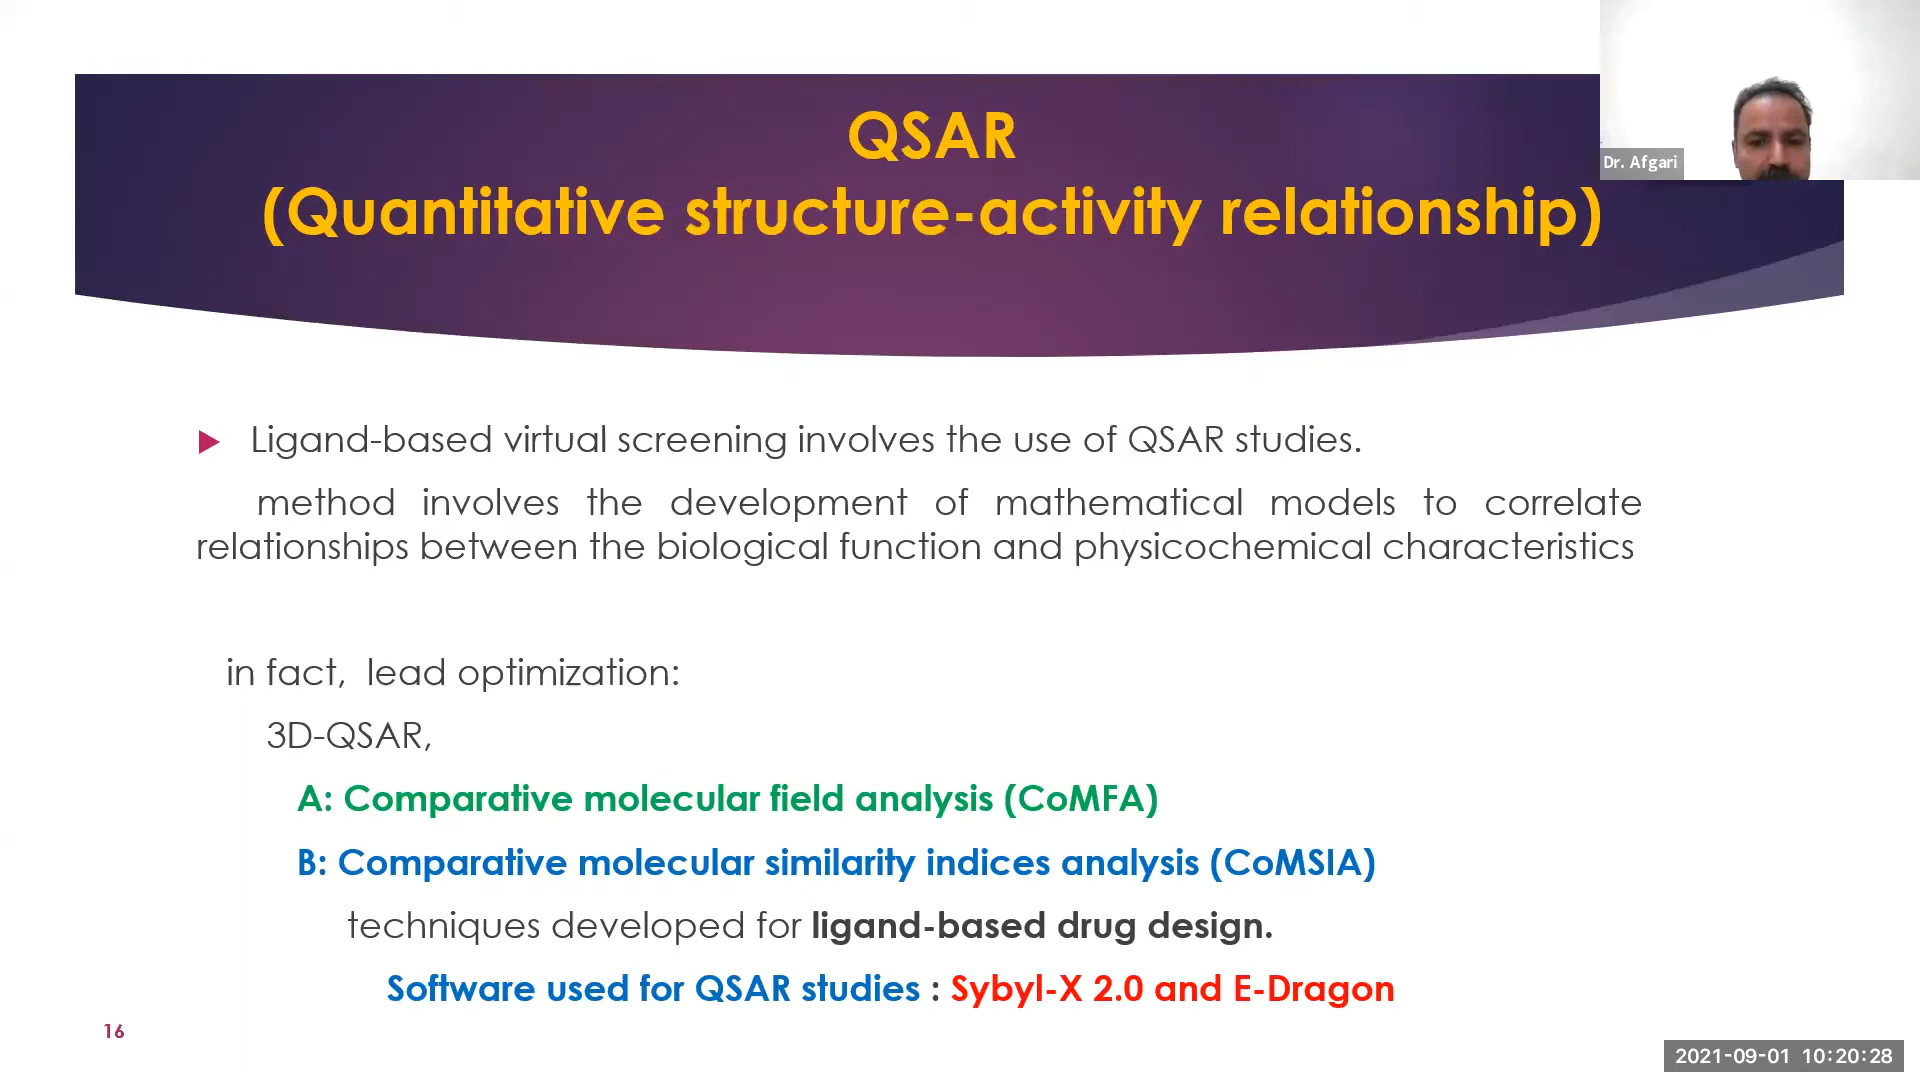 QSAR
(Quantitative structure-activity relationship)
Dr. Afgari
Ligand-based virtual screening involves the use of QSAR studies.
method involves the development of mathematical models to correlate
relationships between the biological function and physicochemical characteristics
in fact, lead optimization:
3D-QSAR,
A: Comparative molecular field analysis (CoMFA)
B: Comparative molecular similarity indices analysis (CoMSIA)
techniques developed for ligand-based drug design.
Software used for QSAR studies : Sybyl-X 2.0 and E-Dragon
16
2021-09-01 10:20:28